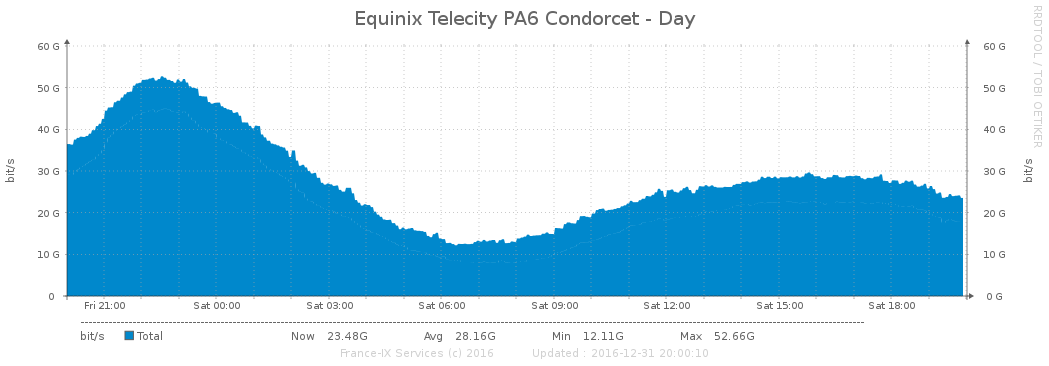 Equinix Telecity PA6 Condorcet - Day
RRDTOOL / TOBI OETIKER
60 G 60 G
50 G 50 G
40 G 40 G
30 G 30 G
20 G 20 G
10 G 10 G
0 0 G
bit/s
bit/s
Fri 21:00 Sat 00:00 Sat 03:00 Sat 06:00 Sat 09:00 Sat 12:00 Sat 15:00 Sat 18:00
bit/s Total Now 23.48G Avg 28.16G Min 12.11G Max 52.66G
France-IX Services (c) 2016 Updated : 2016-12-31 20:00:10